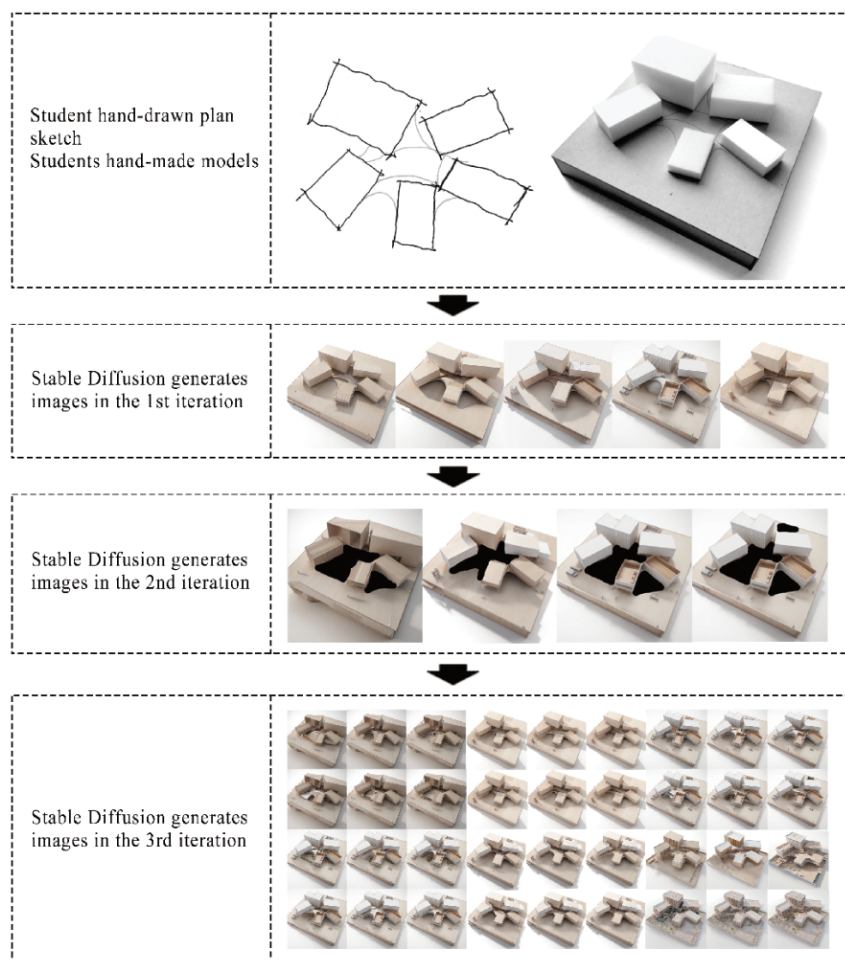 Student hand-drawn plan
sketch
Students hand-made models
Stable Diffusion generates
images in the 1st iteration
Stable Diffusion generates
images in the 2nd iteration
Stable Diffusion generates
images in the 3rd iteration